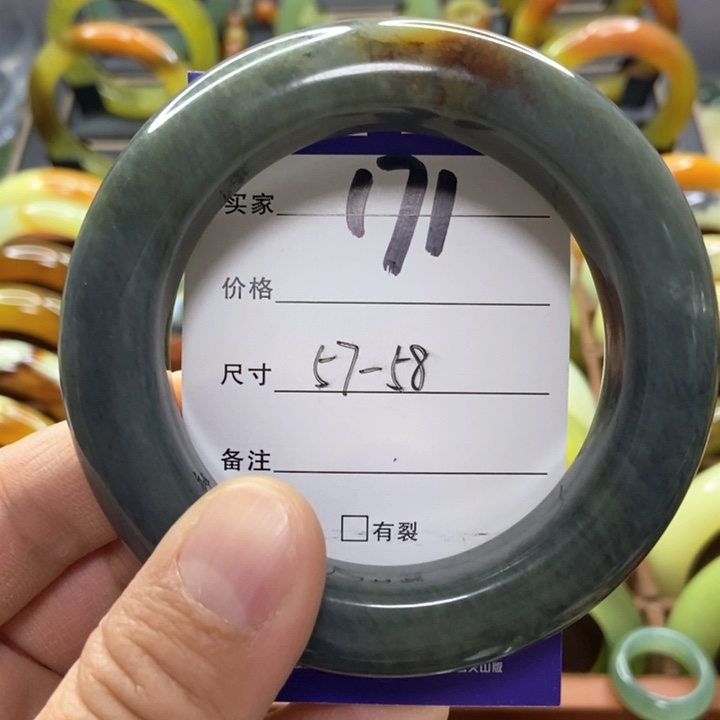 买家 171
价格
尺寸 57-58
备注
□有裂